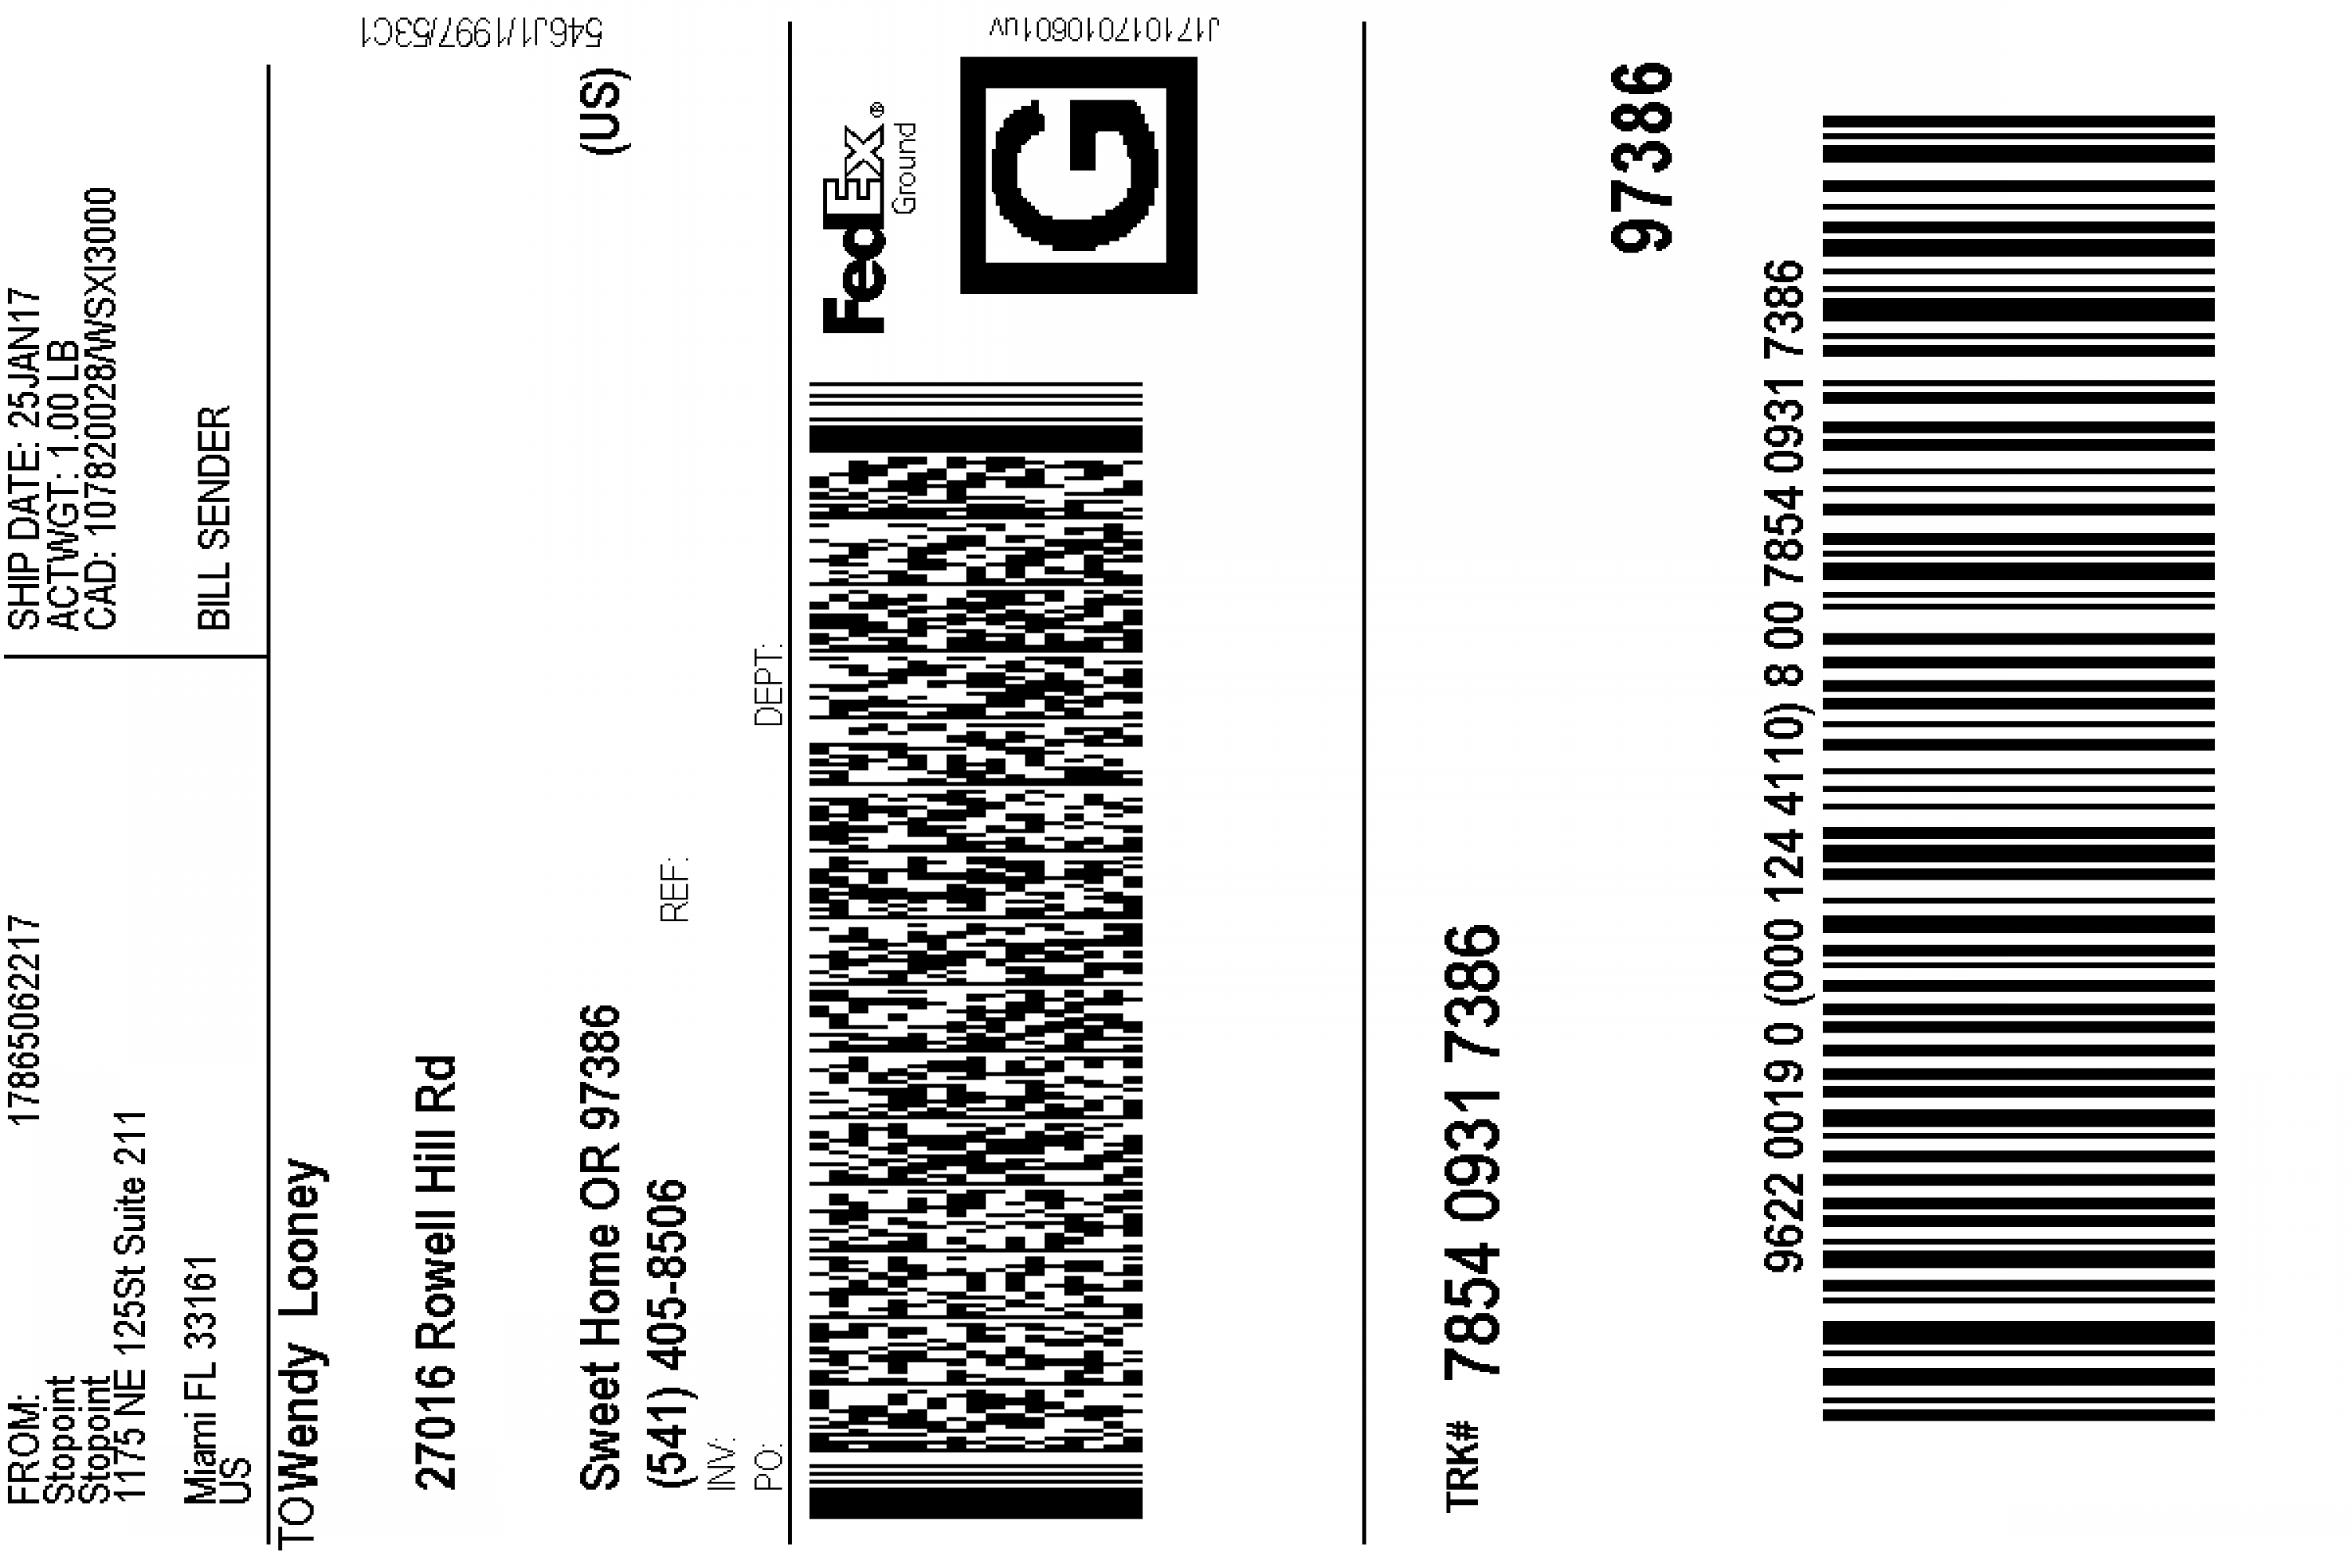 FROM: 17865062217
Stopoint
Stopoint
1175 NE 125St Suite 211
Miami FL 33161
US
SHIP DATE: 25JAN17
ACTWGT: 1.00 LB
CAD: 107820028/WSXI3000
BILL SENDER
TOWendy Looney
27016 Rowell Hill Rd
Sweet Home OR 97386 (US)
(541) 405-8506 REF:
INV:
PO: DEPT:
546J1/1997/53C1
FedEx®
Ground
G
J171017010601uv
TRK# 7854 0931 7386
97386
9622 0019 0 (000 124 4110) 8 00 7854 0931 7386